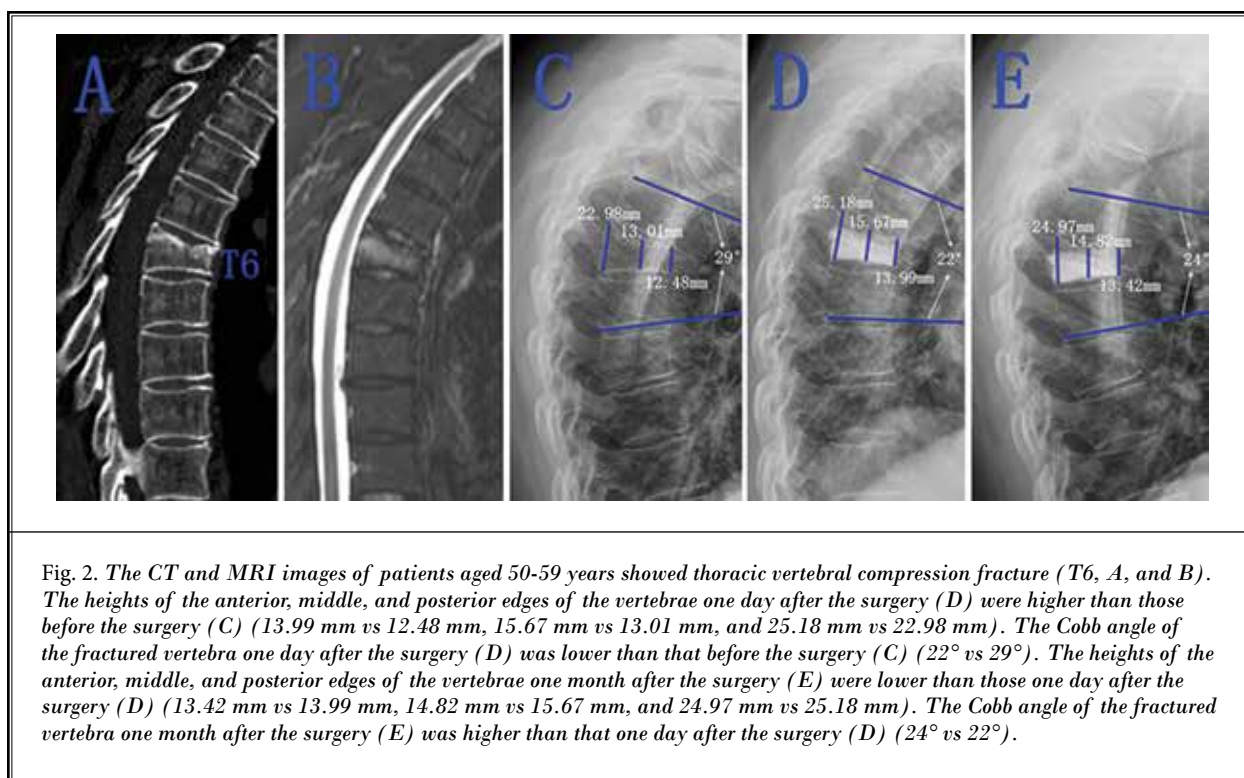 A
B
C
D
E
T6
22.98mm
13.01mm
29°
12.48mm
25.18mm
15.67mm
22°
13.99mm
24.97mm
14.82mm
24°
13.42mm
Fig. 2. The CT and MRI images of patients aged 50-59 years showed thoracic vertebral compression fracture (T6, A, and B).
The heights of the anterior, middle, and posterior edges of the vertebrae one day after the surgery (D) were higher than those
before the surgery (C) (13.99 mm vs 12.48 mm, 15.67 mm vs 13.01 mm, and 25.18 mm vs 22.98 mm). The Cobb angle of
the fractured vertebra one day after the surgery (D) was lower than that before the surgery (C) (22° vs 29°). The heights of the
anterior, middle, and posterior edges of the vertebrae one month after the surgery (E) were lower than those one day after the
surgery (D) (13.42 mm vs 13.99 mm, 14.82 mm vs 15.67 mm, and 24.97 mm vs 25.18 mm). The Cobb angle of the fractured
vertebra one month after the surgery (E) was higher than that one day after the surgery (D) (24° vs 22°).